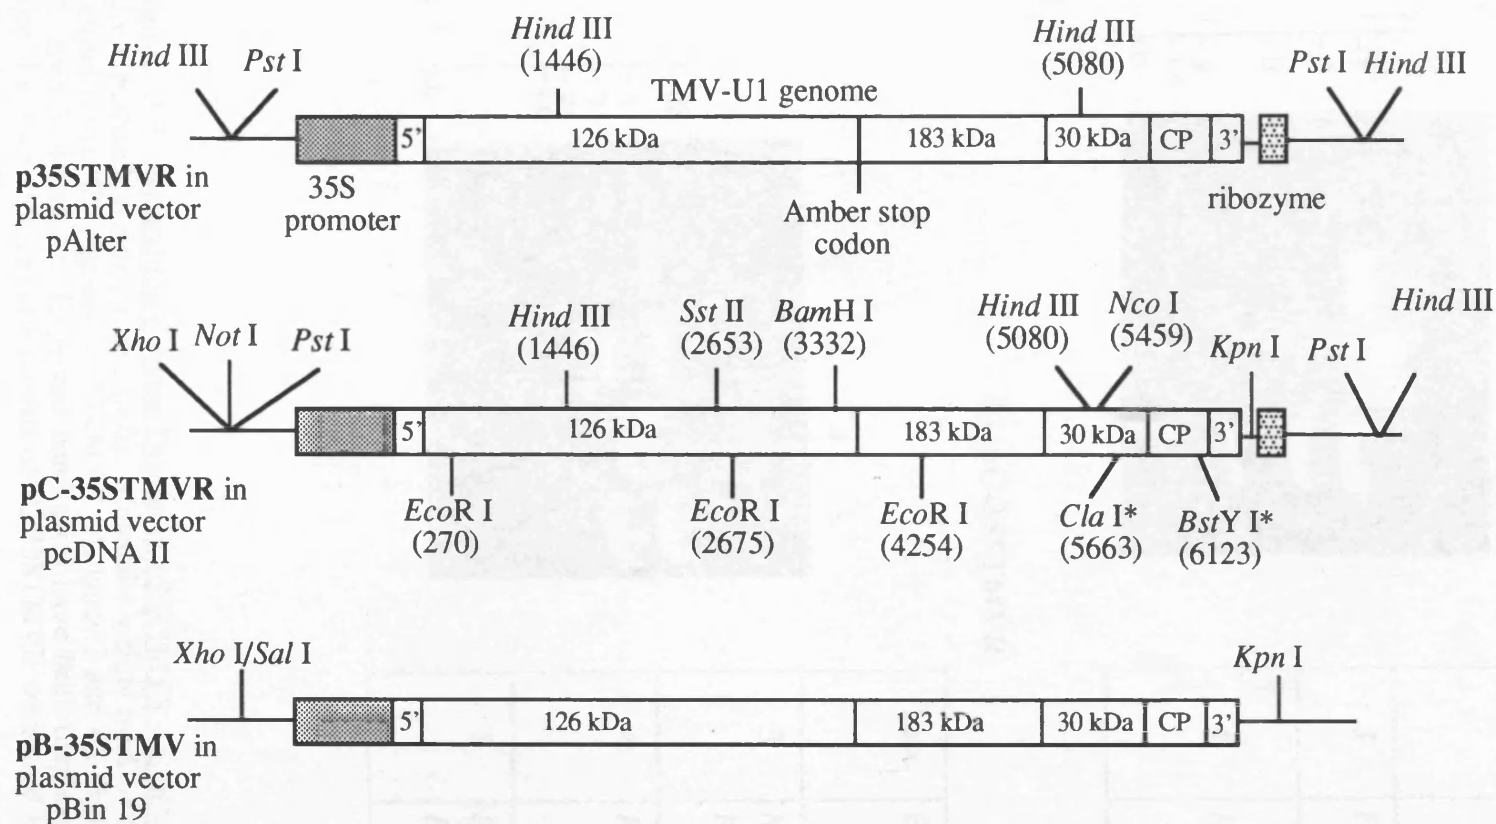 Hind III
Pst I
Hind III
(1446)
Hind III
(5080)
Pst I
Hind III
TMV-U1 genome
5’
126 kDa
183 kDa
30 kDa
CP
3’
p35STMVR in
plasmid vector
pAlter
35S
promoter
Amber stop
codon
ribozyme
Xho I
Not I
Pst I
Hind III
(1446)
Sst II
(2653)
BamH I
(3332)
Hind III
(5080)
Nco I
(5459)
Kpn I
Pst I
Hind III
5’
126 kDa
183 kDa
30 kDa
CP
3’
pC-35STMVR in
plasmid vector
pcDNA II
EcoR I
(270)
EcoR I
(2675)
EcoR I
(4254)
Cla I*
(5663)
BstY I*
(6123)
Xho I/Sal I
Kpn I
5’
126 kDa
183 kDa
30 kDa
CP
3’
pB-35STMV in
plasmid vector
pBin 19